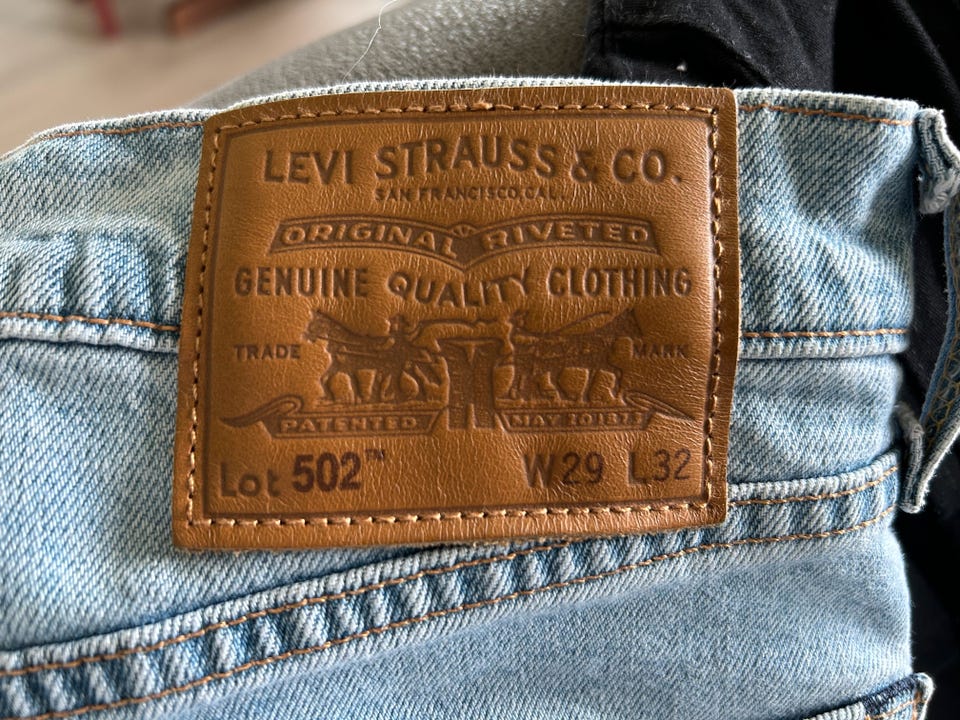 LEVI STRAUSS & CO.
SAN FRANCISCO, CAL.
ORIGINAL RIVETED
GENUINE QUALITY CLOTHING
TRADE MARK
PATENTED MAY 20 1873
Lot 502™ W29 L32